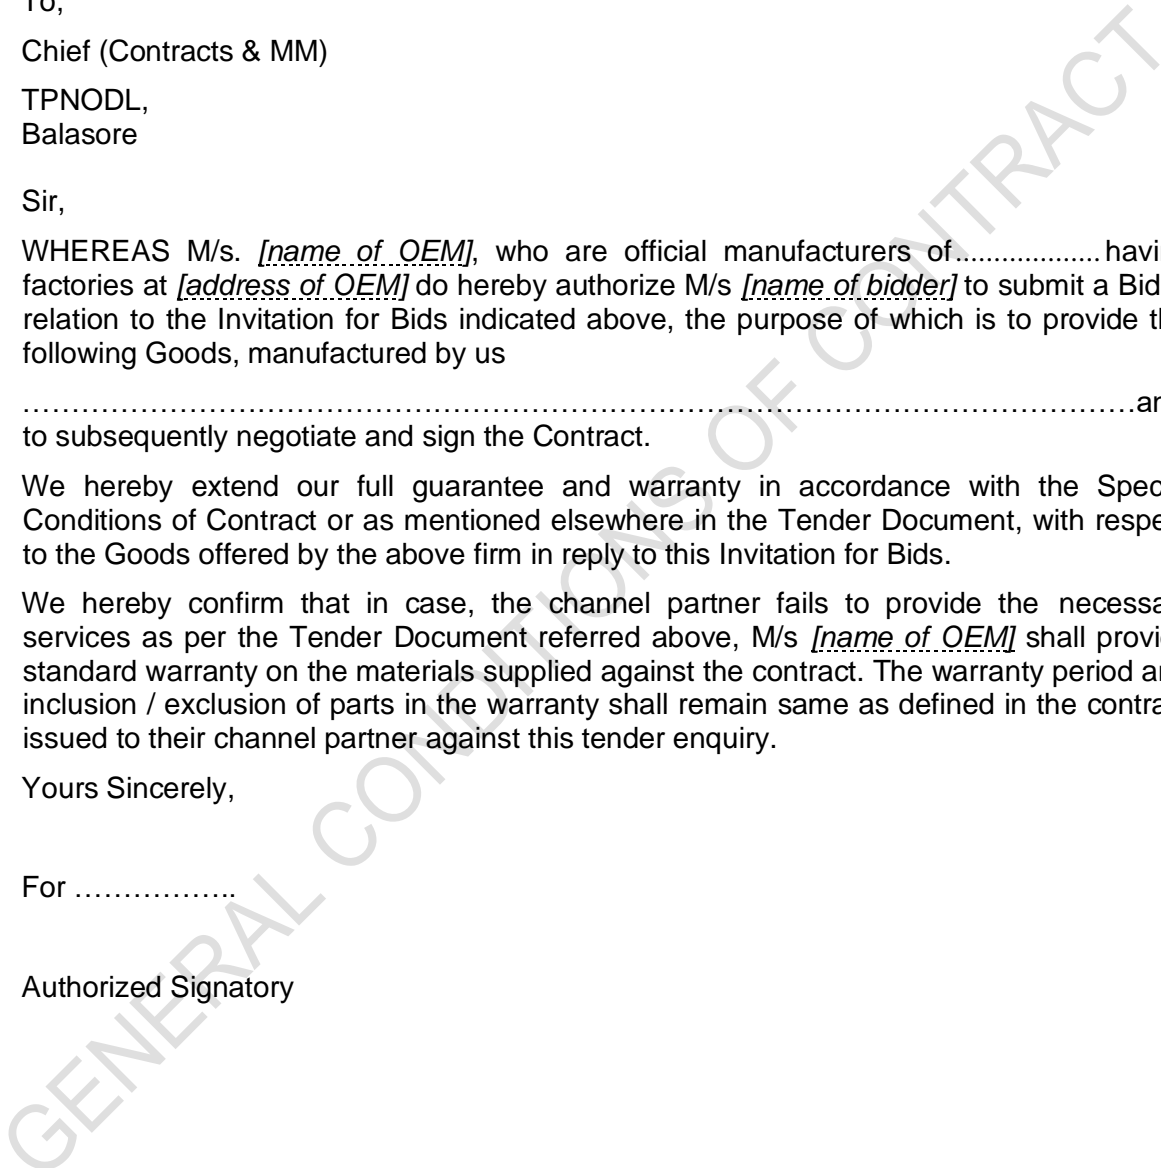 To,
Chief (Contracts & MM)
TPNODL,
Balasore
Sir,
WHEREAS M/s. [name of OEM], who are official manufacturers of..................havi
factories at [address of OEM] do hereby authorize M/s [name of bidder] to submit a Bid
relation to the Invitation for Bids indicated above, the purpose of which is to provide t
following Goods, manufactured by us
……………………………………………………………………………………………………an
to subsequently negotiate and sign the Contract.
We hereby extend our full guarantee and warranty in accordance with the Spec
Conditions of Contract or as mentioned elsewhere in the Tender Document, with respe
to the Goods offered by the above firm in reply to this Invitation for Bids.
We hereby confirm that in case, the channel partner fails to provide the necessa
services as per the Tender Document referred above, M/s [name of OEM] shall provi
standard warranty on the materials supplied against the contract. The warranty period a
inclusion / exclusion of parts in the warranty shall remain same as defined in the contra
issued to their channel partner against this tender enquiry.
Yours Sincerely,
For ……………..
Authorized Signatory
GENERAL CONDITIONS OF CONTRACT